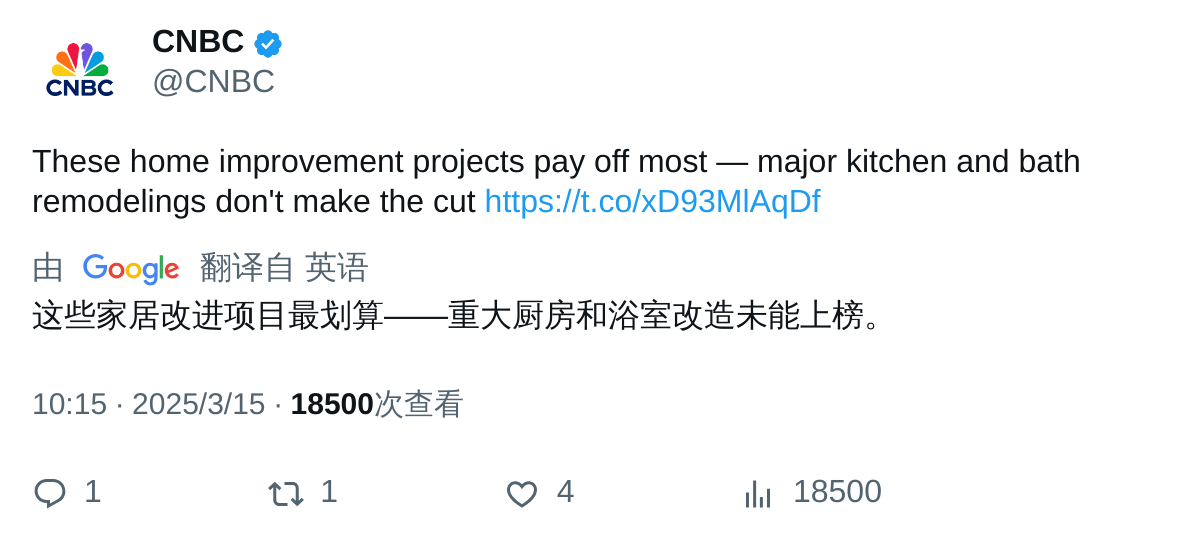 CNBC
CNBC
@CNBC
These home improvement projects pay off most — major kitchen and bath
remodelings don't make the cut https://t.co/xD93MlAqDf
由 Google 翻译自 英语
这些家居改进项目最划算——重大厨房和浴室改造未能上榜。
10:15 · 2025/3/15 · 18500次查看
1 1 4 18500